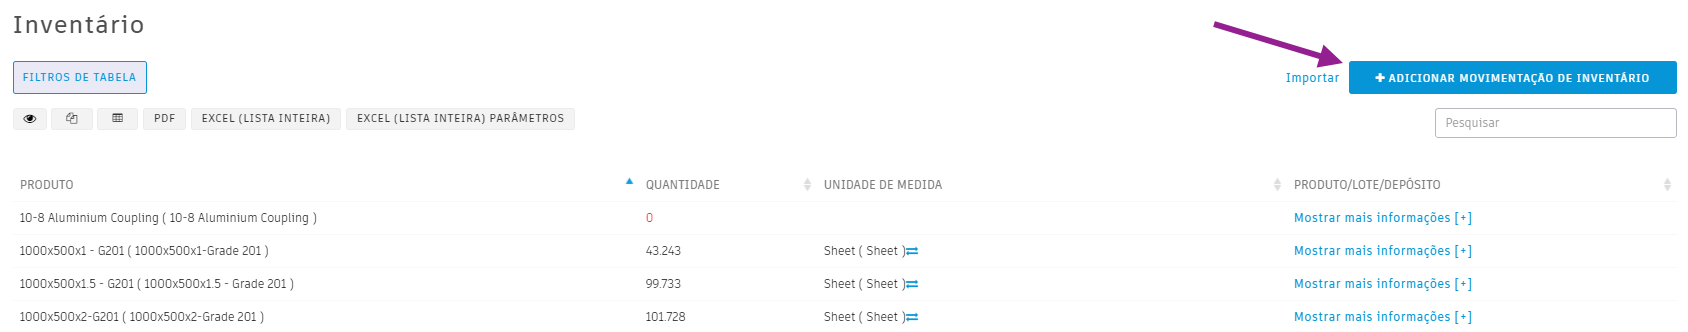 Inventário
FILTROS DE TABELA
Importar
ADICIONAR MOVIMENTAÇÃO DE INVENTÁRIO
PDF EXCEL (LISTA INTEIRA) EXCEL (LISTA INTEIRA) PARÂMETROS
Pesquisar
PRODUTO QUANTIDADE UNIDADE DE MEDIDA PRODUTO/LOTE/DEPÓSITO
10-8 Aluminium Coupling ( 10-8 Aluminium Coupling ) 0 Mostrar mais informações [+]
1000x500x1 - G201 ( 1000x500x1-Grade 201 ) 43.243 Sheet ( Sheet ) Mostrar mais informações [+]
1000x500x1.5 - G201 ( 1000x500x1.5 - Grade 201 ) 99.733 Sheet ( Sheet ) Mostrar mais informações [+]
1000x500x2-G201 ( 1000x500x2-Grade 201 ) 101.728 Sheet ( Sheet ) Mostrar mais informações [+]